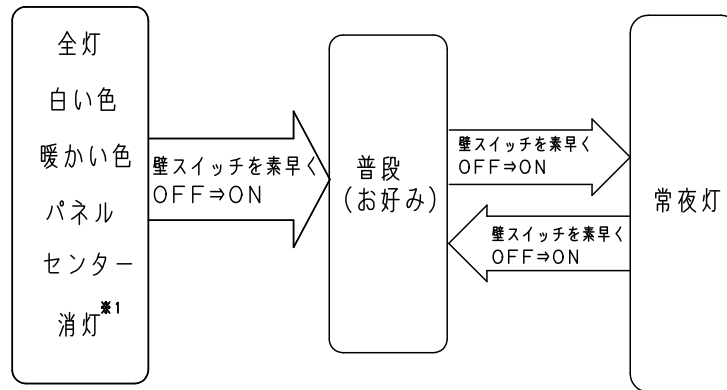 全灯
白い色
暖かい色
パネル
センター
消灯※1
壁スイッチを素早く
OFF⇒ON
普段
(お好み)
壁スイッチを素早く
OFF⇒ON
壁スイッチを素早く
OFF⇒ON
常夜灯